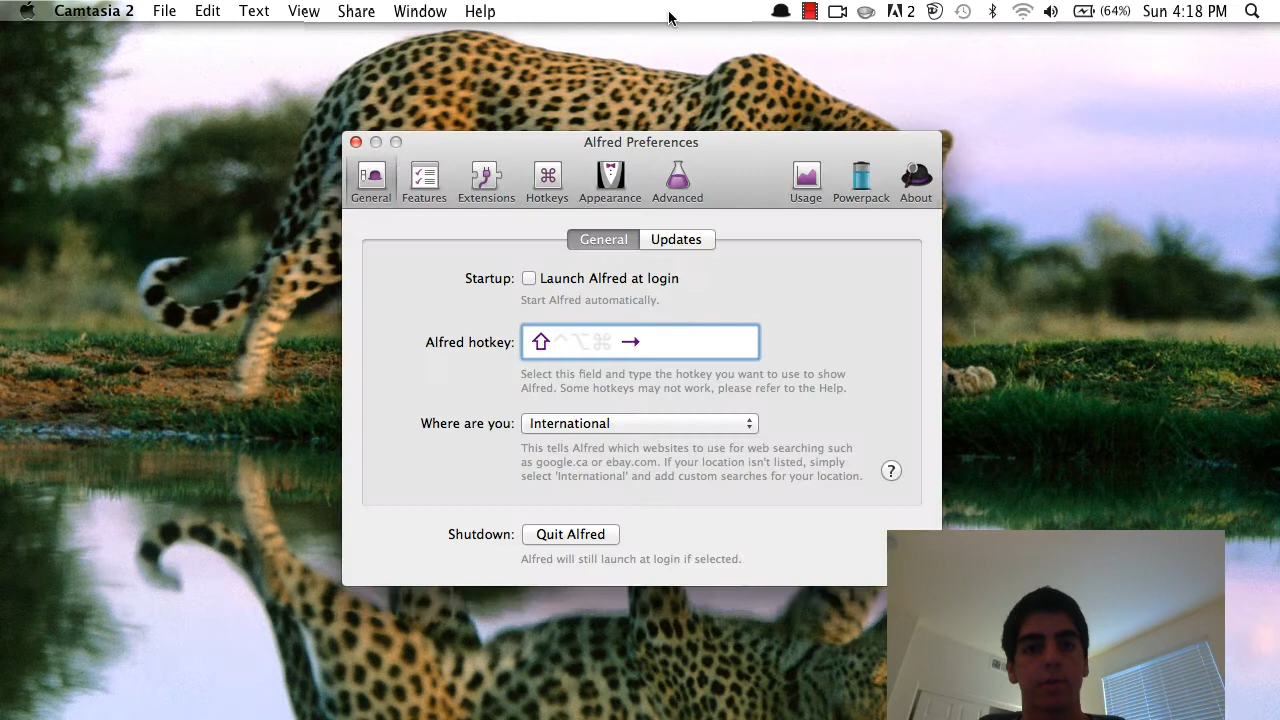 Camtasia 2 File Edit Text View Share Window Help 2 (64%) Sun 4:18 PM
Alfred Preferences
General Features Extensions Hotkeys Appearance Advanced Usage Powerpack About
General Updates
Startup: Launch Alfred at login
Start Alfred automatically.
Alfred hotkey: ⇧^⌥⌘ →
Select this field and type the hotkey you want to use to show
Alfred. Some hotkeys may not work, please refer to the Help.
Where are you: International
This tells Alfred which websites to use for web searching such
as google.ca or ebay.com. If your location isn't listed, simply
select 'International' and add custom searches for your location.
?
Shutdown: Quit Alfred
Alfred will still launch at login if selected.